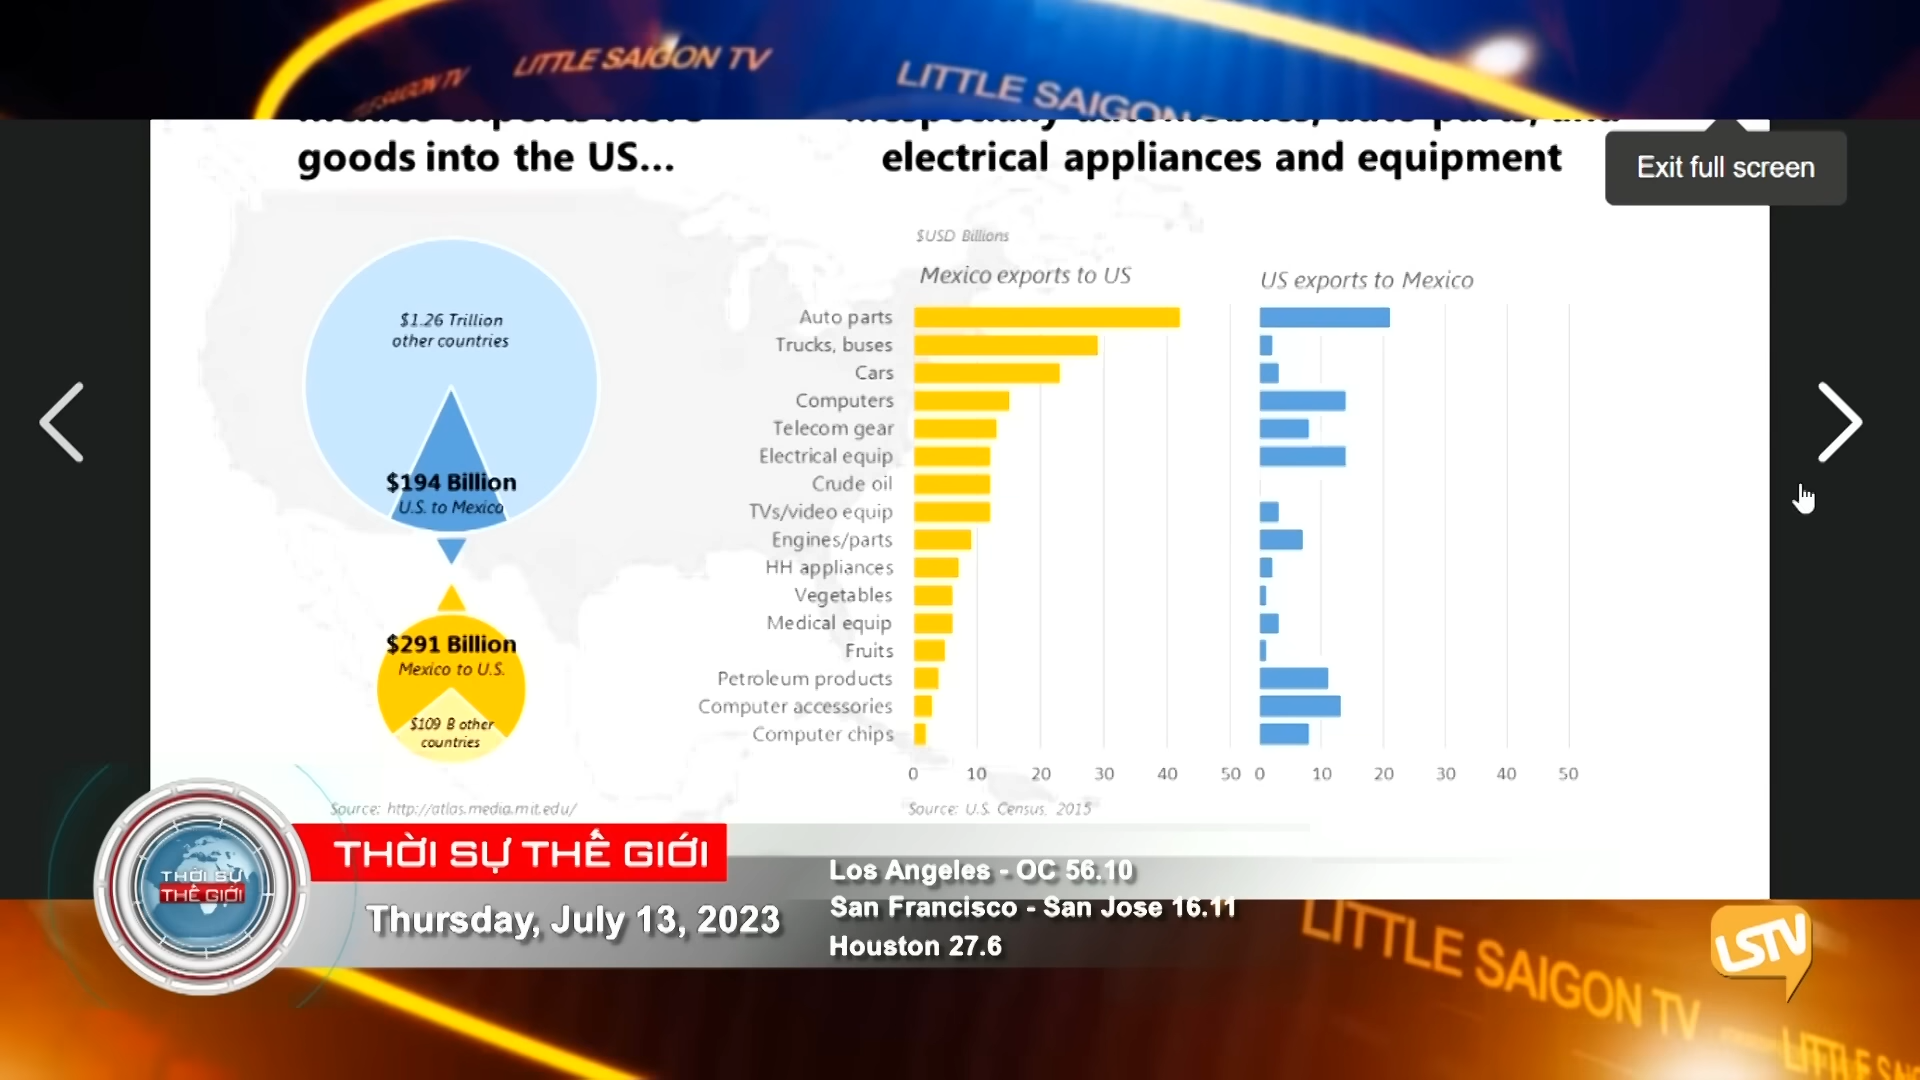 LITTLE SAIGON TV
LITTLE SAIGON
goods into the US...
electrical appliances and equipment
Exit full screen
$1.26 Trillion
other countries
$194 Billion
U.S. to Mexico
$291 Billion
Mexico to U.S.
$109 B other
countries
Source: http://atlas.media.mit.edu/
$USD Billions
Mexico exports to US
US exports to Mexico
Auto parts
Trucks, buses
Cars
Computers
Telecom gear
Electrical equip
Crude oil
TVs/video equip
Engines/parts
HH appliances
Vegetables
Medical equip
Fruits
Petroleum products
Computer accessories
Computer chips
0 10 20 30 40 50 0 10 20 30 40 50
Source: U.S. Census, 2015
THỜI SỰ
THẾ GIỚI
THỜI SỰ THẾ GIỚI
Thursday, July 13, 2023
Los Angeles - OC 56.10
San Francisco - San Jose 16.11
Houston 27.6
LITTLE SAIGON TV
LSTV